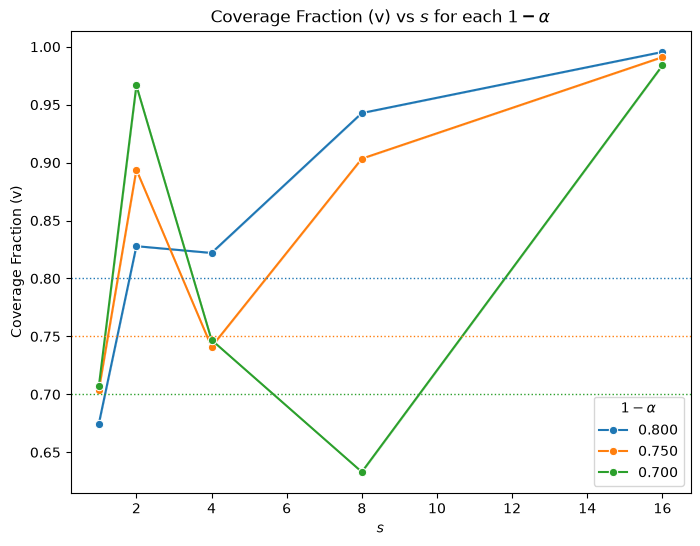 Coverage Fraction (v) vs s for each 1 − α
Coverage Fraction (v)
1.00
0.95
0.90
0.85
0.80
0.75
0.70
0.65
2 4 6 8 10 12 14 16
s
1 − α
0.800
0.750
0.700